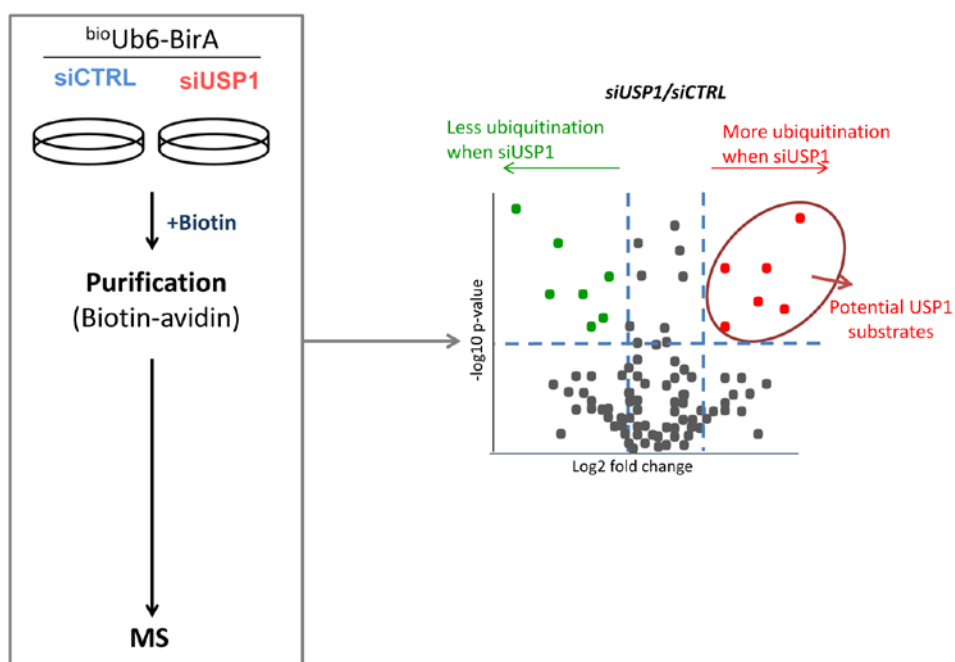 bioUb6-BirA
siCTRL siUSP1
+Biotin
Purification
(Biotin-avidin)
MS
siUSP1/siCTRL
Less ubiquitination
when siUSP1
More ubiquitination
when siUSP1
Potential USP1
substrates
-log10 p-value
Log2 fold change